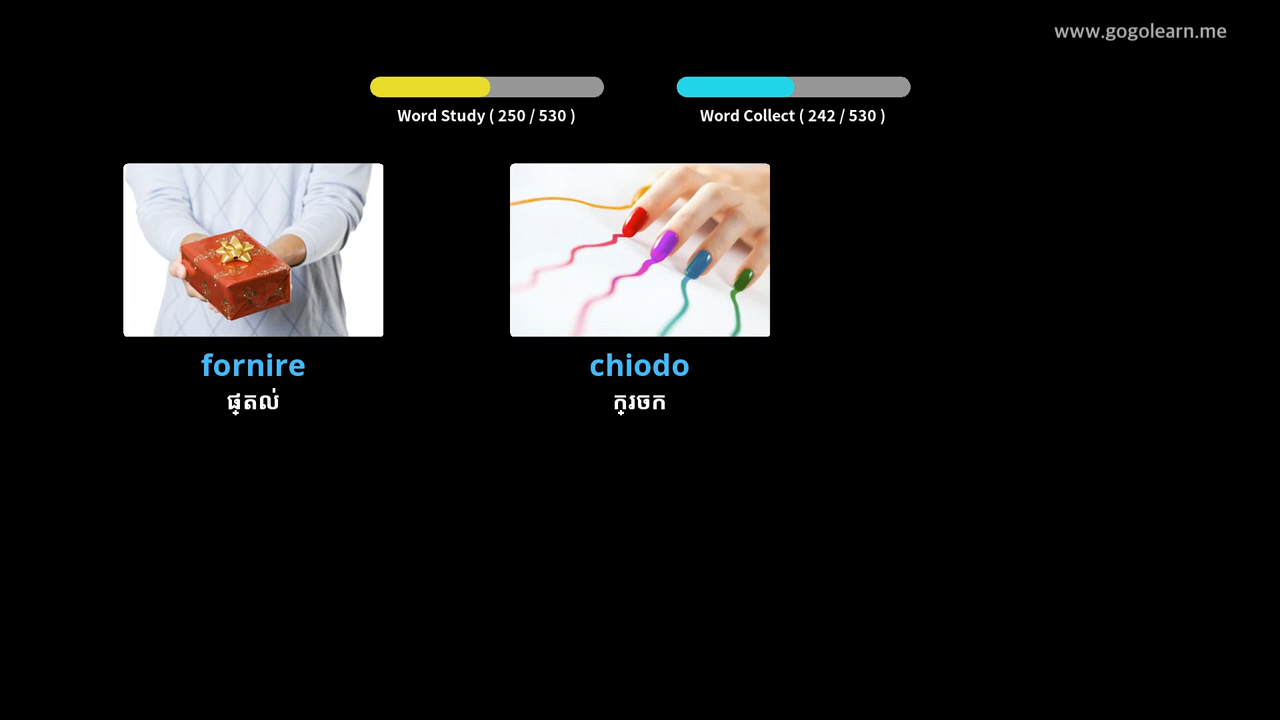 www.gogolearn.me
Word Study ( 250 / 530 )
Word Collect ( 242 / 530 )
fornire
ផ្តល់
chiodo
ក្រចក